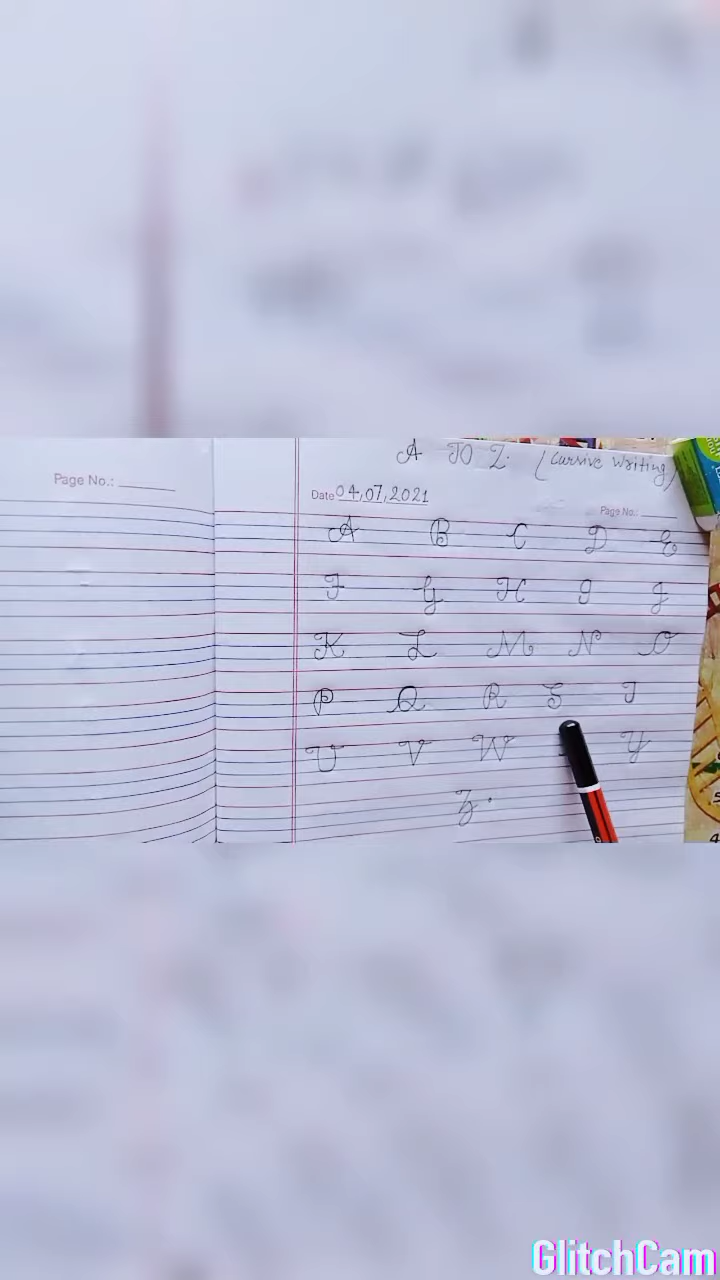 A TO Z. (Cursive Writing)
Page No.:
Date 04,07,2021
Page No.:
A B C D E
F G H I J
K L M N O
P Q R S T
U V W Y
Z.
GlitchCam